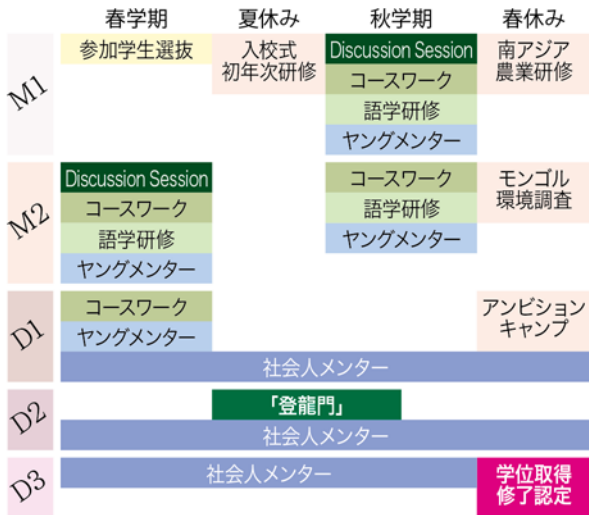 春学期
夏休み
秋学期
春休み
M1
参加学生選抜
入校式
初年次研修
Discussion Session
コースワーク
語学研修
ヤングメンター
南アジア
農業研修
M2
Discussion Session
コースワーク
語学研修
ヤングメンター
コースワーク
語学研修
ヤングメンター
モンゴル
環境調査
D1
コースワーク
ヤングメンター
アンビション
キャンプ
社会人メンター
D2
「登龍門」
社会人メンター
D3
社会人メンター
学位取得
修了認定